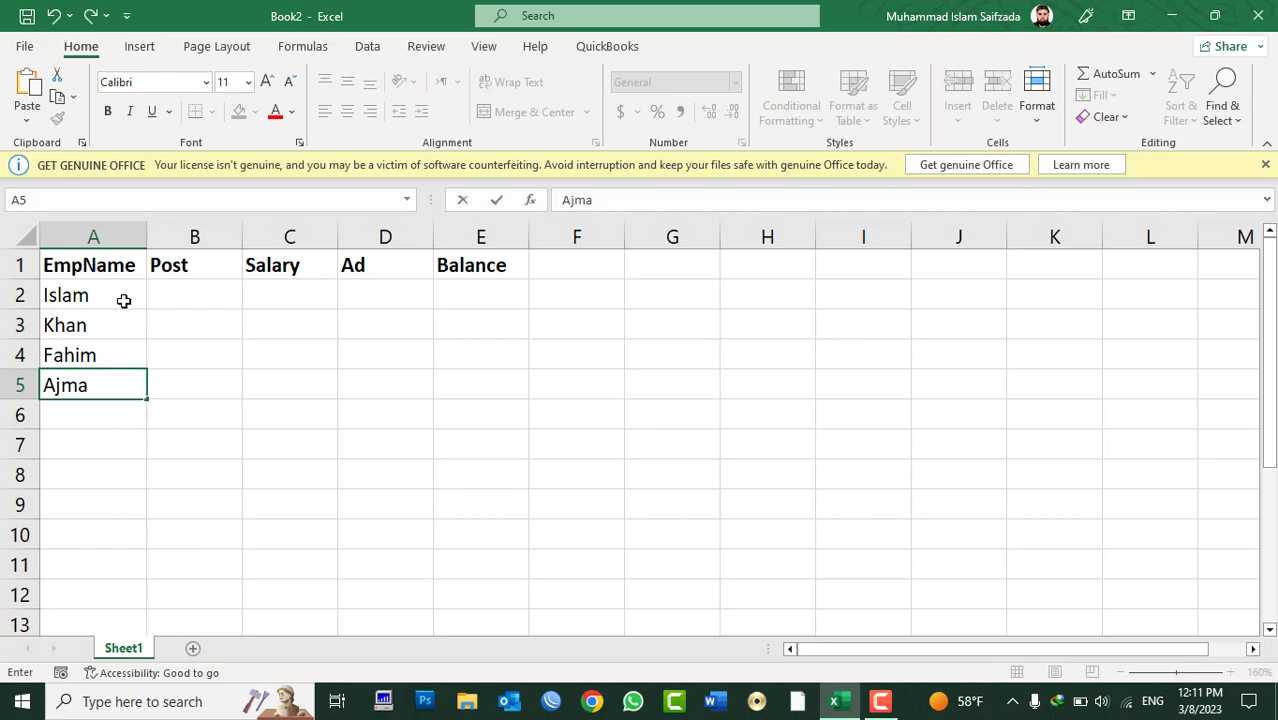 Book2 - Excel
Search
Muhammad Islam Saifzada
File Home Insert Page Layout Formulas Data Review View Help QuickBooks
Share
Calibri 11
Wrap Text
General
AutoSum
Paste
B I U
Merge & Center
$ % ,
Conditional Formatting
Format as Table
Cell Styles
Insert
Delete
Format
Fill
Clear
Sort & Filter
Find & Select
Clipboard
Font
Alignment
Number
Styles
Cells
Editing
GET GENUINE OFFICE Your license isn't genuine, and you may be a victim of software counterfeiting. Avoid interruption and keep your files safe with genuine Office today. Get genuine Office Learn more
A5
fx
Ajma
A B C D E F G H I J K L M
1 EmpName Post Salary Ad Balance
2 Islam
3 Khan
4 Fahim
5 Ajma
6
7
8
9
10
11
12
13
Sheet1
Enter
Accessibility: Good to go
160%
Type here to search
58°F
ENG
12:11 PM
3/8/2023